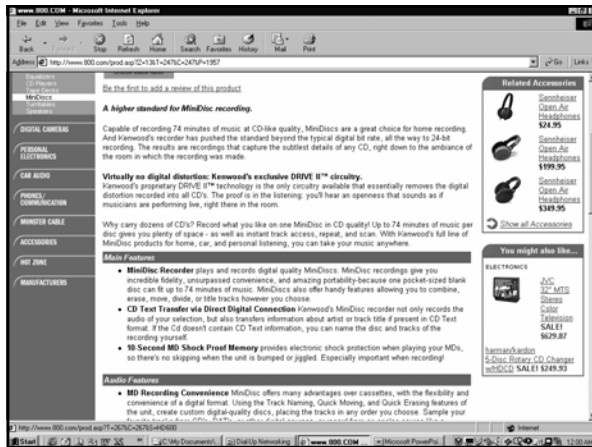 www.800.COM - Microsoft Internet Explorer
File Edit View Favorites Tools Help
Back Forward Stop Refresh Home Search Favorites History Mail Print
Address http://www.800.com/prod.asp?Z=13&T=247&C=247&P=1957 Go Links
Equalizers
CD Players
Tape Decks
MiniDiscs
Turntables
Speakers
DIGITAL CAMERAS
PERSONAL
ELECTRONICS
CAR AUDIO
PHONES/
COMMUNICATION
MONSTER CABLE
ACCESSORIES
HOT ZONE
MANUFACTURERS
Be the first to add a review of this product
A higher standard for MiniDisc recording.
Capable of recording 74 minutes of music at CD-like quality, MiniDiscs are a great choice for home recording.
And Kenwood's recorder has pushed the standard beyond the typical digital bit rate, all the way to 24-bit
recording. The results are recordings that capture the subtlest details of any CD, right down to the ambiance of
the room in which the recording was made.
Virtually no digital distortion: Kenwood's exclusive DRIVE II™ circuitry.
Kenwood's proprietary DRIVE II™ technology is the only circuitry available that essentially removes the digital
distortion recorded into all CD's. The proof is in the listening: you'll hear an openness that sounds as if
musicians are performing live, right there in the room.
Why carry dozens of CD's? Record what you like on one MiniDisc in CD quality! Up to 74 minutes of music per
disc gives you plenty of space - as well as instant track access, repeat, and scan. With Kenwood's full line of
MiniDisc products for home, car, and personal listening, you can take your music anywhere.
Main Features
• MiniDisc Recorder plays and records digital quality MiniDiscs. MiniDisc recordings give you
incredible fidelity, unsurpassed convenience, and amazing portability-because one pocket-sized blank
disc can fit up to 74 minutes of music. MiniDiscs also offer handy features allowing you to combine,
erase, move, divide, or title tracks however you choose.
• CD Text Transfer via Direct Digital Connection Kenwood's MiniDisc recorder not only records the
audio of your selection, but also transfers information about artist or track title if present in CD Text
format. If the Cd doesn't contain CD Text information, you can name the disc and tracks of the
recording yourself.
• 10-Second MD Shock Proof Memory provides electronic shock protection when playing your MDs,
so there's no skipping when the unit is bumped or jiggled. Especially important when recording!
Audio Features
• MD Recording Convenience MiniDisc offers many advantages over cassettes, with the flexibility and
convenience of a digital format. Using the Track Naming, Quick Moving, and Quick Erasing features of
the unit, create custom digital-quality discs, placing the tracks in any order you choose. Sample your
Related Accessories
Sennheiser
Open Air
Headphones
$24.95
Sennheiser
Open Air
Headphones
$199.95
Sennheiser
Open Air
Headphones
$349.95
Show all Accessories
You might also like...
ELECTRONICS
JVC
32" MTS
Stereo
Color
Television
SALE!
$629.87
harman/kardon
5-Disc Rotary CD Changer
w/HDCD SALE! $249.93
http://www.800.com/prod.asp?T=267&C=267&S=HD600 Internet
Start C:\My Documents\... Dial-Up Networking www.800.COM ... Microsoft PowerPoi... 12:00 AM